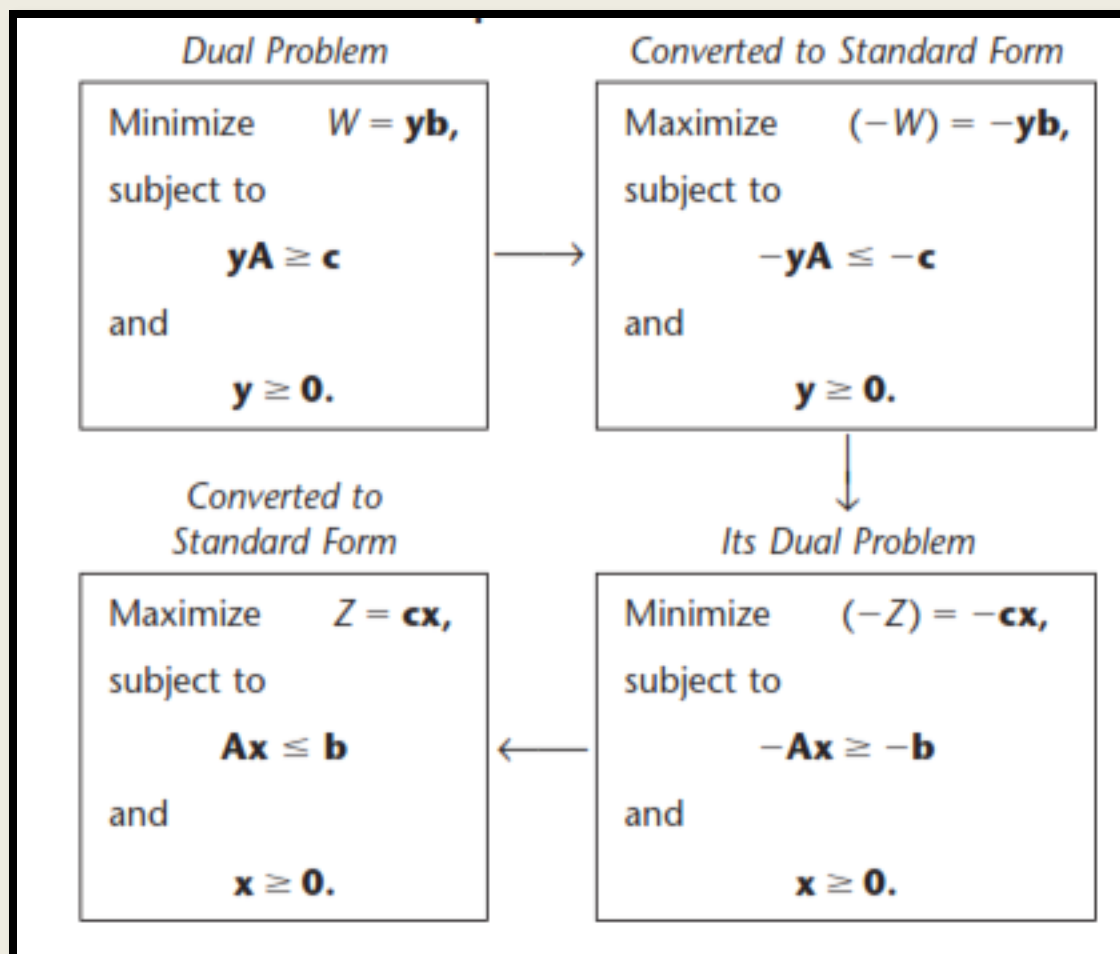 Dual Problem
Minimize W = yb,
subject to
yA ≥ c
and
y ≥ 0.
Converted to Standard Form
Maximize (−W) = −yb,
subject to
−yA ≤ −c
and
y ≥ 0.
Converted to
Standard Form
Maximize Z = cx,
subject to
Ax ≤ b
and
x ≥ 0.
Its Dual Problem
Minimize (−Z) = −cx,
subject to
−Ax ≥ −b
and
x ≥ 0.